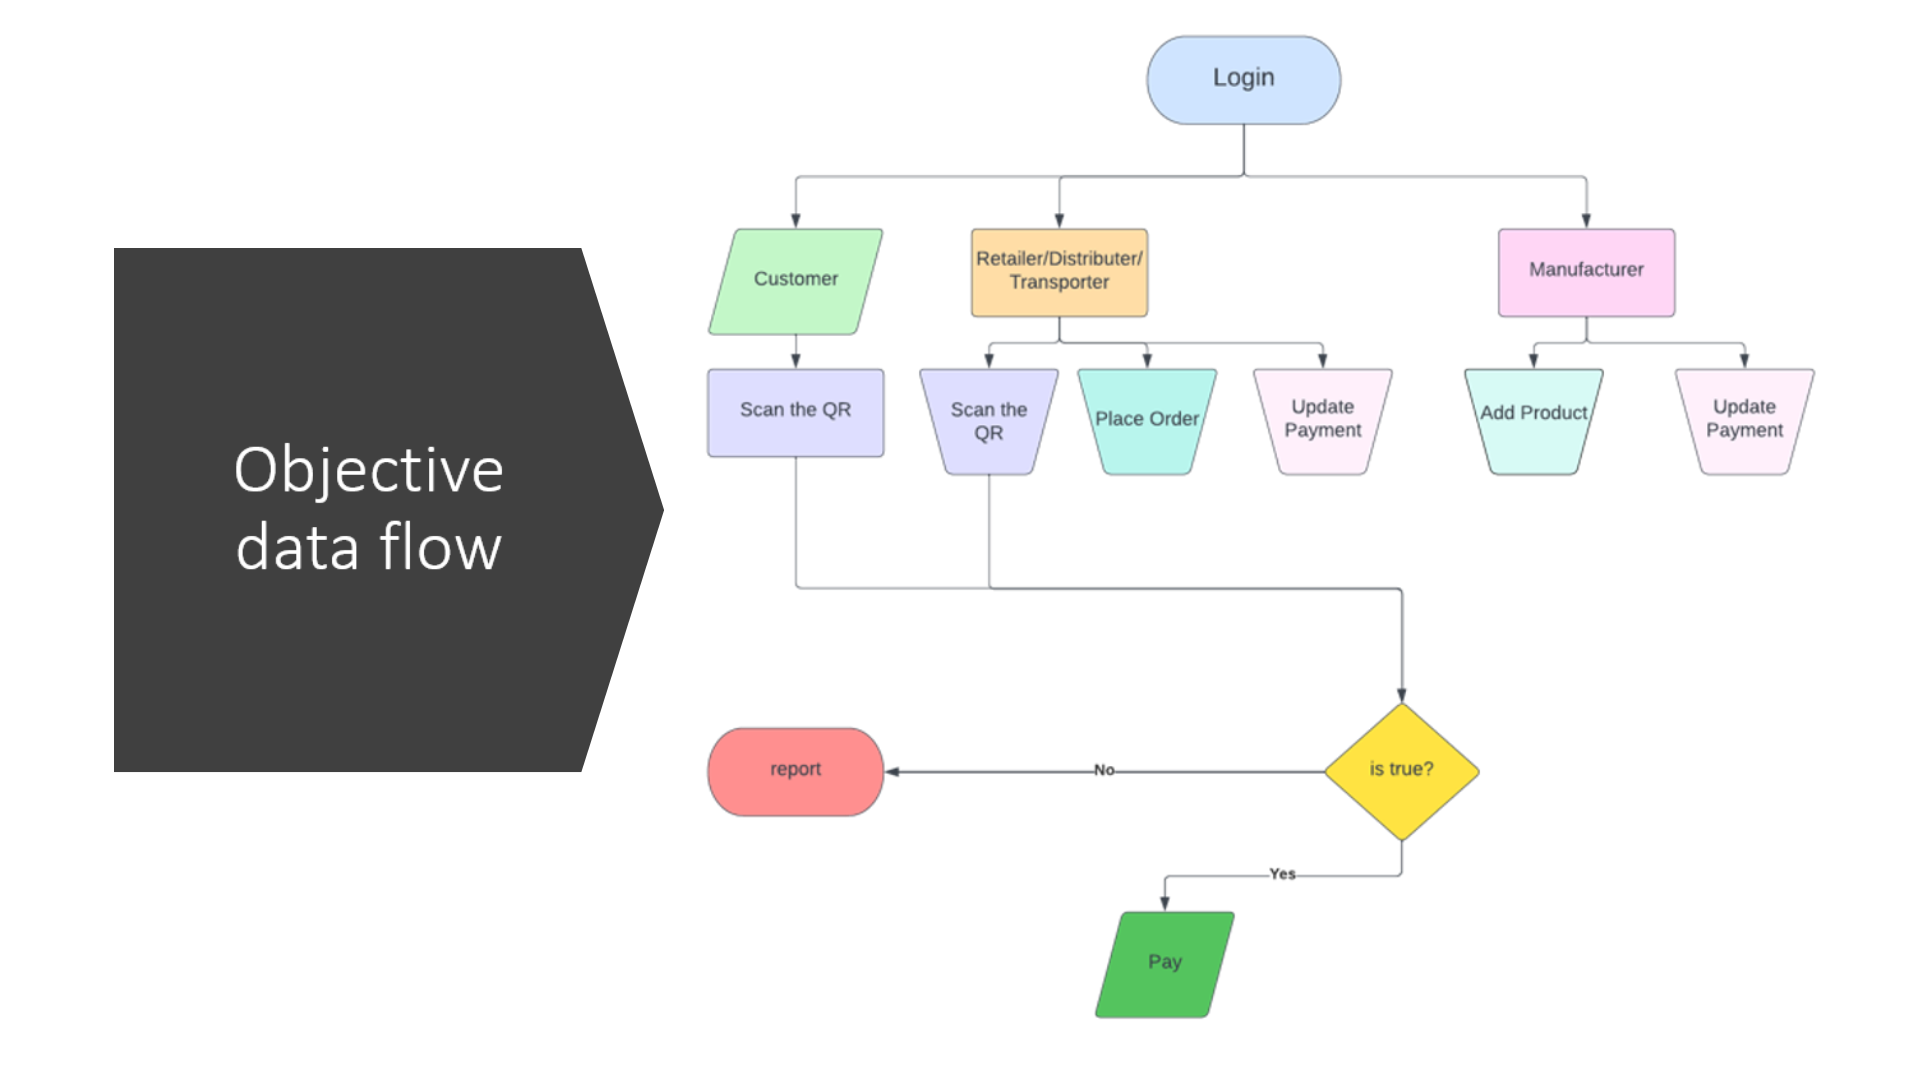 Objective
data flow
Login
Customer
Retailer/Distributer/
Transporter
Manufacturer
Scan the QR
Scan the
QR
Place Order
Update
Payment
Add Product
Update
Payment
is true?
No
report
Yes
Pay